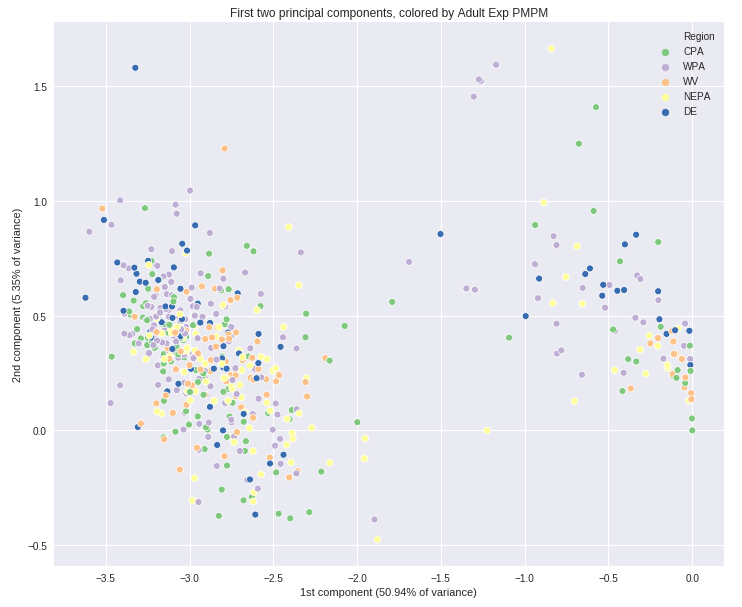 First two principal components, colored by Adult Exp PMPM
Region
CPA
WPA
WV
NEPA
DE
2nd component (5.35% of variance)
1.5
1.0
0.5
0.0
−0.5
−3.5 −3.0 −2.5 −2.0 −1.5 −1.0 −0.5 0.0
1st component (50.94% of variance)